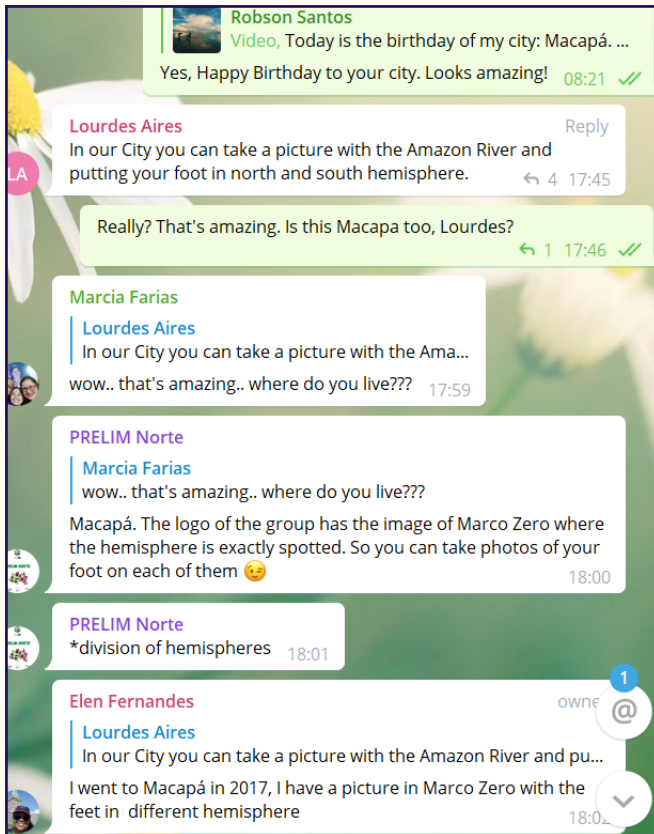 Robson Santos
Video, Today is the birthday of my city: Macapá. ...
Yes, Happy Birthday to your city. Looks amazing! 08:21
Lourdes Aires Reply
LA
In our City you can take a picture with the Amazon River and
putting your foot in north and south hemisphere. 4 17:45
Really? That's amazing. Is this Macapa too, Lourdes?
1 17:46
Marcia Farias
Lourdes Aires
In our City you can take a picture with the Ama...
wow.. that's amazing.. where do you live??? 17:59
PRELIM Norte
Marcia Farias
wow.. that's amazing.. where do you live???
Macapá. The logo of the group has the image of Marco Zero where
the hemisphere is exactly spotted. So you can take photos of your
foot on each of them 😉 18:00
PRELIM Norte
*division of hemispheres 18:01
1
Elen Fernandes owne
@
Lourdes Aires
In our City you can take a picture with the Amazon River and pu...
I went to Macapá in 2017, I have a picture in Marco Zero with the
feet in different hemisphere 18:02